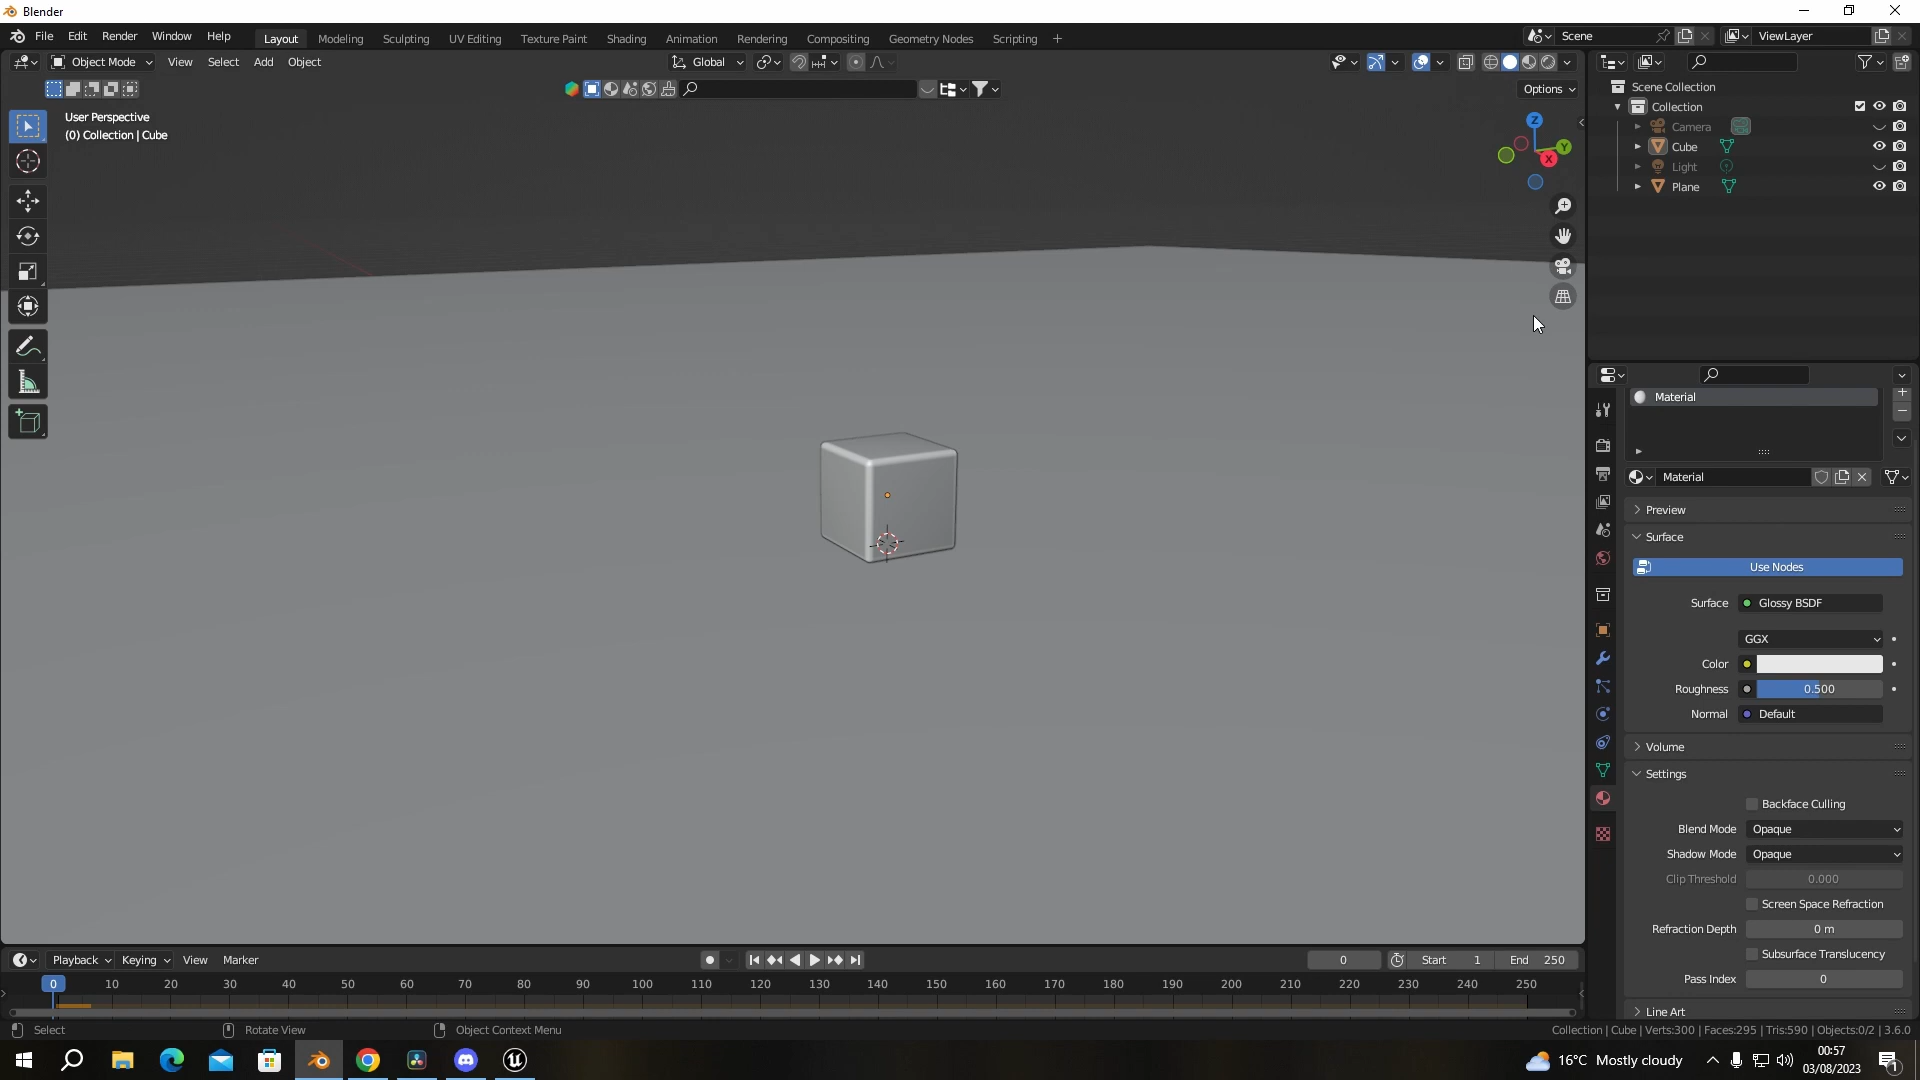 Blender
File Edit Render Window Help Layout Modeling Sculpting UV Editing Texture Paint Shading Animation Rendering Compositing Geometry Nodes Scripting + Scene ViewLayer
Object Mode View Select Add Object Global
Options
User Perspective
(0) Collection | Cube
Z
Y
X
Scene Collection
Collection
Camera
Cube
Light
Plane
Material
Material
Preview
Surface
Use Nodes
Surface Glossy BSDF
GGX
Color
Roughness 0.500
Normal Default
Volume
Settings
Backface Culling
Blend Mode Opaque
Shadow Mode Opaque
Clip Threshold 0.000
Screen Space Refraction
Refraction Depth 0 m
Subsurface Translucency
Pass Index 0
Line Art
Playback Keying View Marker 0 Start 1 End 250
0 10 20 30 40 50 60 70 80 90 100 110 120 130 140 150 160 170 180 190 200 210 220 230 240 250
Select Rotate View Object Context Menu Collection | Cube | Verts:300 | Faces:295 | Tris:590 | Objects:0/2 | 3.6.0
16°C Mostly cloudy
00:57
03/08/2023
1